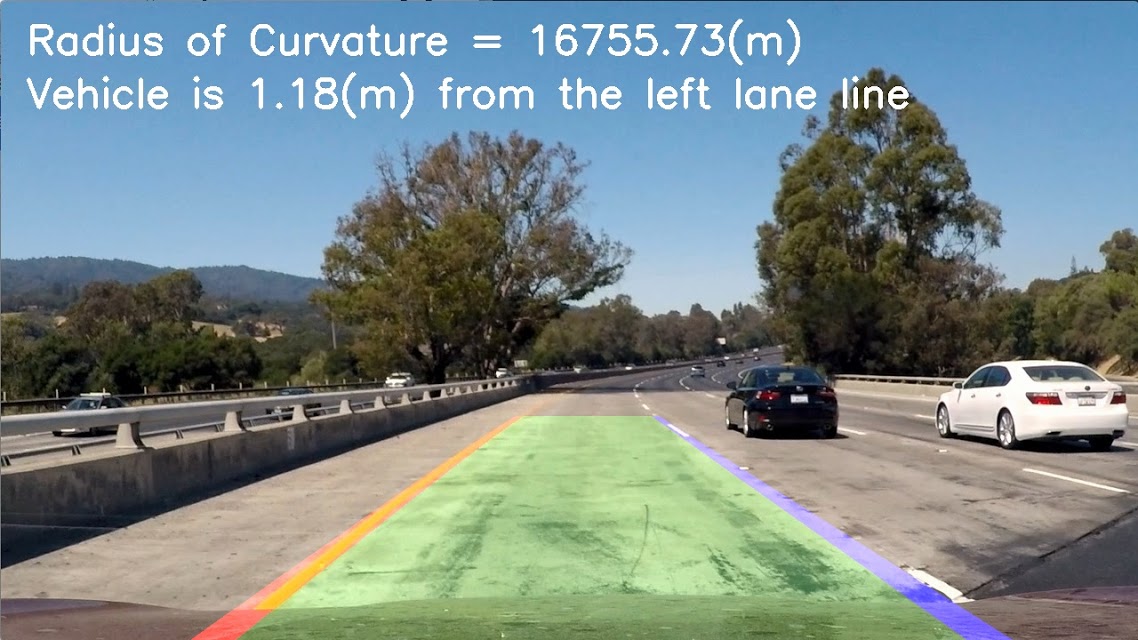 Radius of Curvature = 16755.73(m)
Vehicle is 1.18(m) from the left lane line